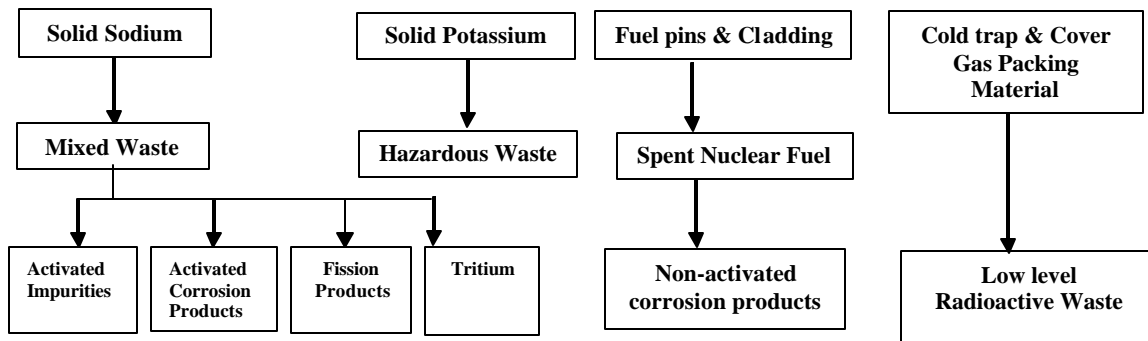 Solid Sodium
Solid Potassium
Fuel pins & Cladding
Cold trap & Cover
Gas Packing
Material
Mixed Waste
Hazardous Waste
Spent Nuclear Fuel
Activated
Impurities
Activated
Corrosion
Products
Fission
Products
Tritium
Non-activated
corrosion products
Low level
Radioactive Waste